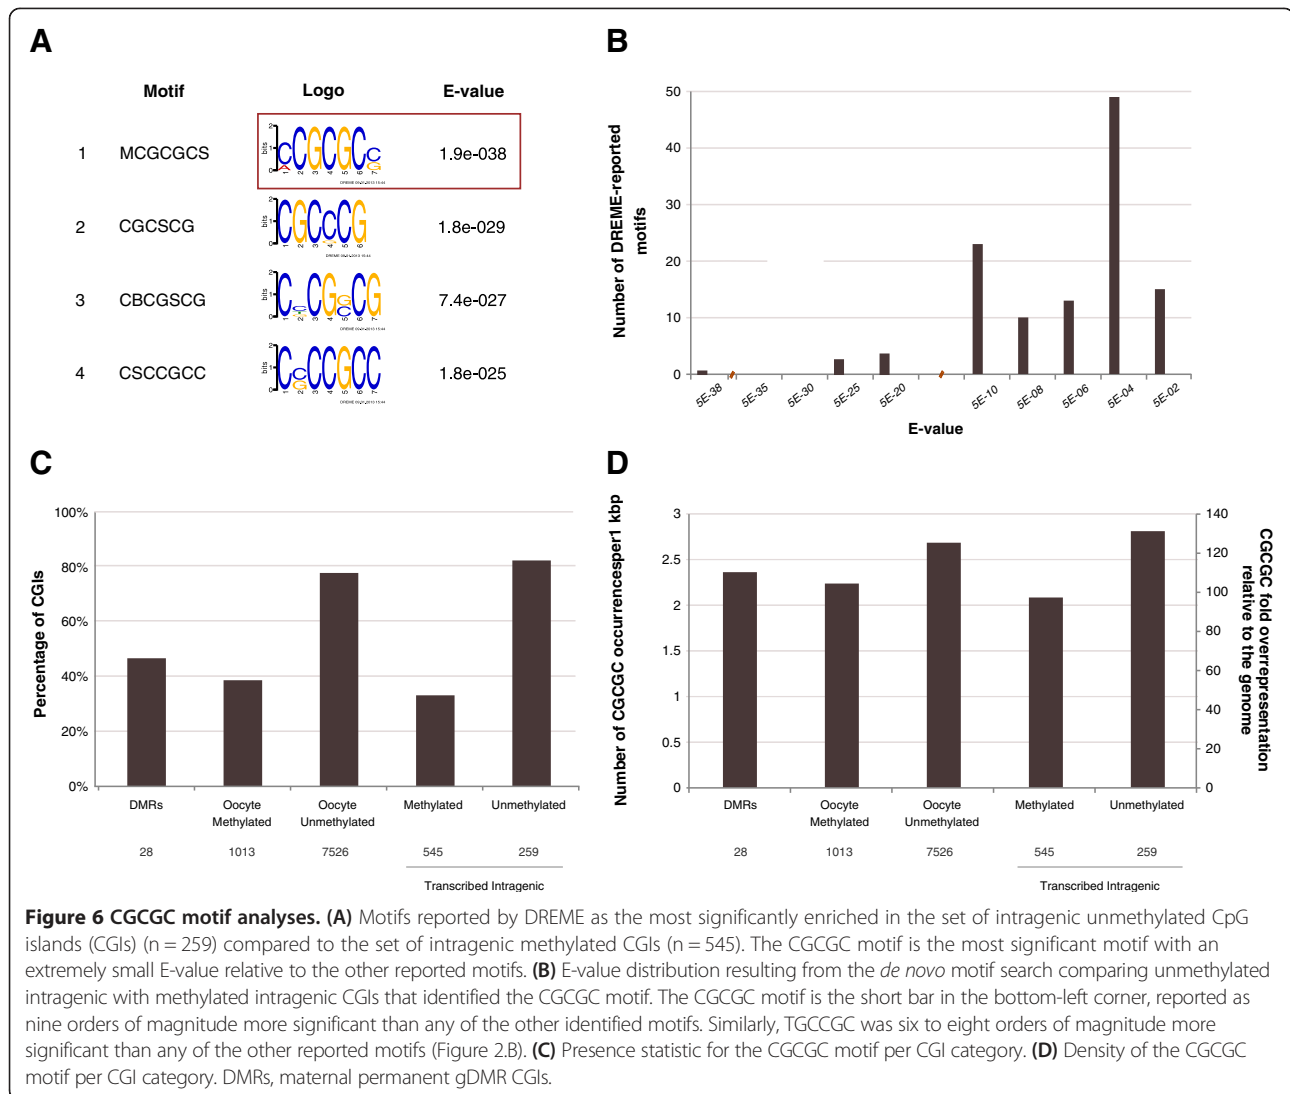 A
Motif Logo E-value
1 MCGCGCS 1.9e-038
2 CGCSCG 1.8e-029
3 CBCGSCG 7.4e-027
4 CSCCGCC 1.8e-025
B
Number of DREME-reported
motifs
50
40
30
20
10
0
5E-38 5E-35 5E-30 5E-25 5E-20 5E-10 5E-08 5E-06 5E-04 5E-02
E-value
C
Percentage of CGIs
100%
80%
60%
40%
20%
0%
DMRs Oocyte Methylated Oocyte Unmethylated Methylated Unmethylated
28 1013 7526 545 259
Transcribed Intragenic
D
Number of CGCGC occurrencesper1 kbp
3
2.5
2
1.5
1
0.5
0
140
120
100
80
60
40
20
0
CGCGC fold overrepresentation
relative to the genome
DMRs Oocyte Methylated Oocyte Unmethylated Methylated Unmethylated
28 1013 7526 545 259
Transcribed Intragenic
Figure 6 CGCGC motif analyses. (A) Motifs reported by DREME as the most significantly enriched in the set of intragenic unmethylated CpG
islands (CGIs) (n = 259) compared to the set of intragenic methylated CGIs (n = 545). The CGCGC motif is the most significant motif with an
extremely small E-value relative to the other reported motifs. (B) E-value distribution resulting from the de novo motif search comparing unmethylated
intragenic with methylated intragenic CGIs that identified the CGCGC motif. The CGCGC motif is the short bar in the bottom-left corner, reported as
nine orders of magnitude more significant than any of the other identified motifs. Similarly, TGCCGC was six to eight orders of magnitude more
significant than any of the other reported motifs (Figure 2.B). (C) Presence statistic for the CGCGC motif per CGI category. (D) Density of the CGCGC
motif per CGI category. DMRs, maternal permanent gDMR CGIs.